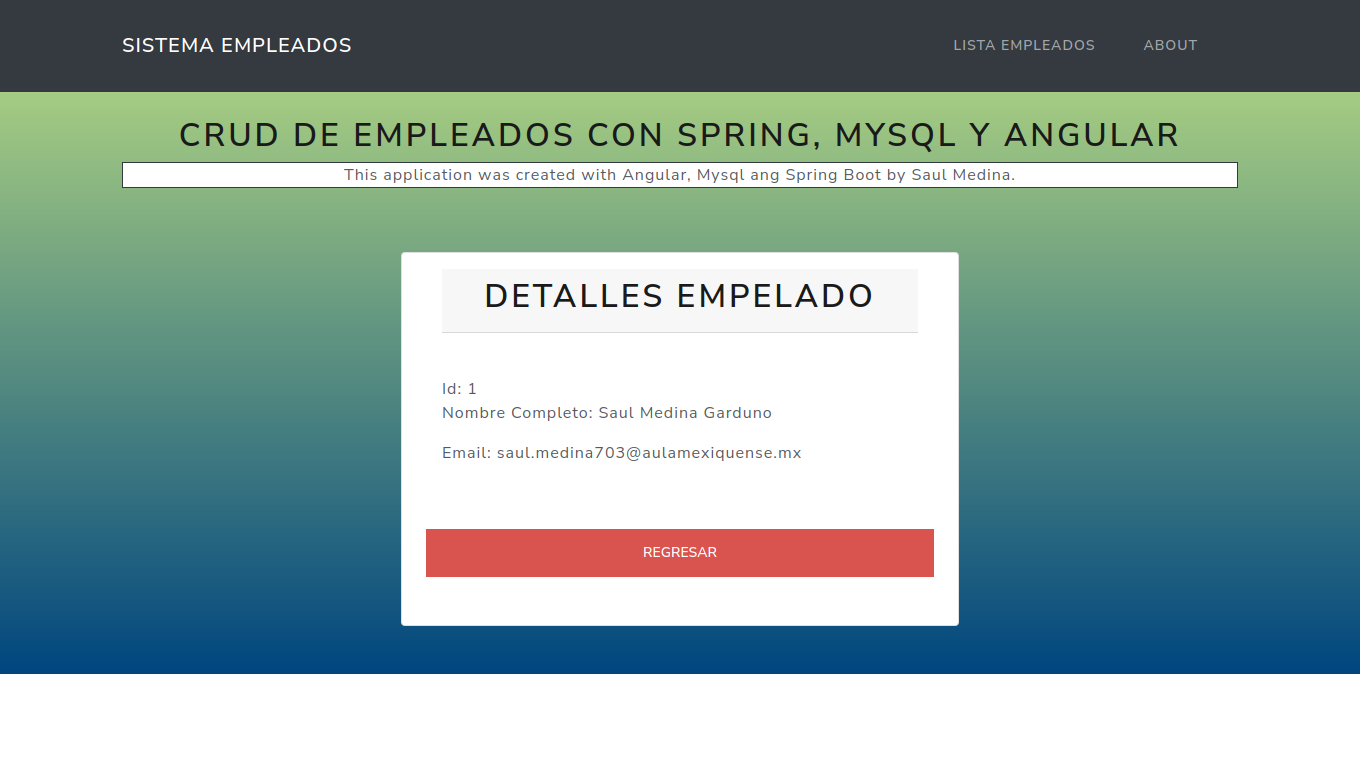 SISTEMA EMPLEADOS
LISTA EMPLEADOS
ABOUT
CRUD DE EMPLEADOS CON SPRING, MYSQL Y ANGULAR
This application was created with Angular, Mysql ang Spring Boot by Saul Medina.
DETALLES EMPELADO
Id: 1
Nombre Completo: Saul Medina Garduno
Email: saul.medina703@aulamexiquense.mx
REGRESAR